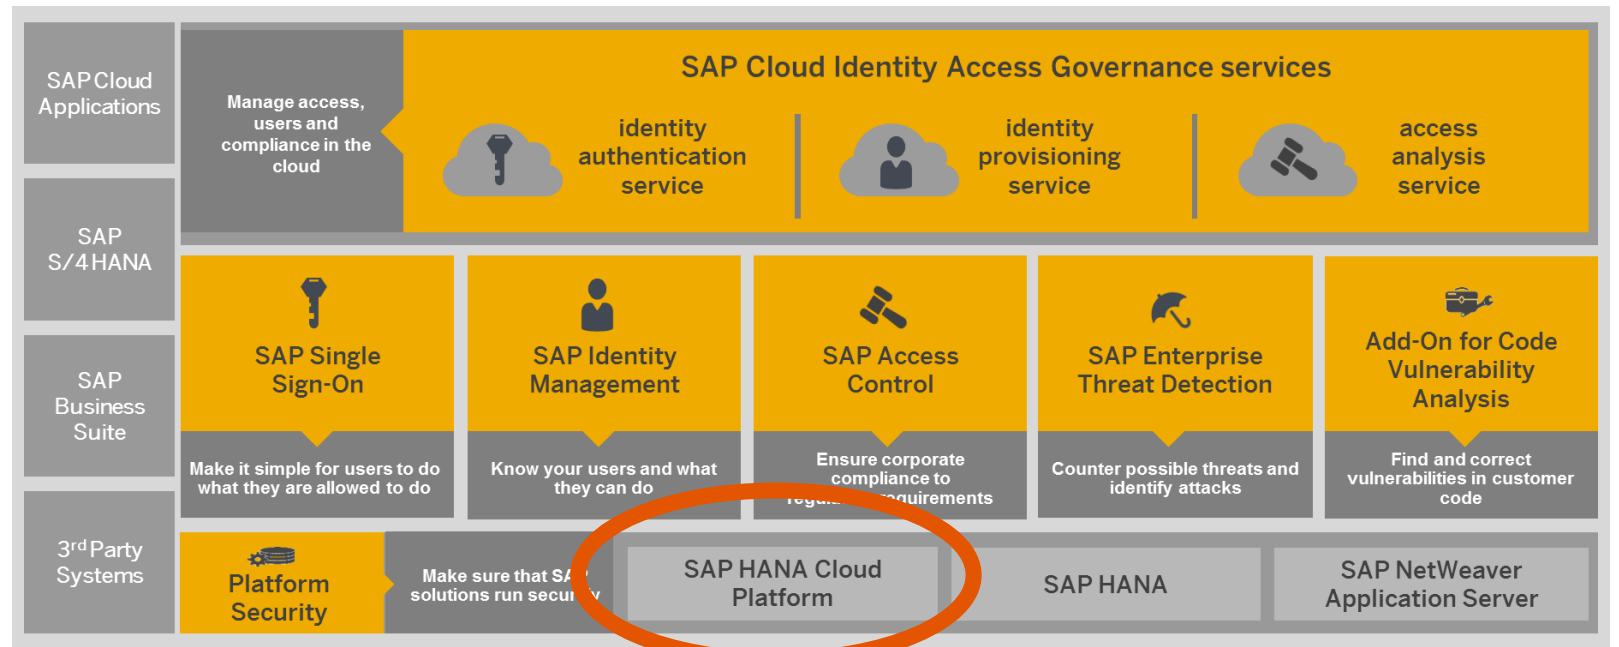 SAP Cloud
Applications
SAP
S/4HANA
SAP
Business
Suite
3rd Party
Systems
Manage access,
users and
compliance in the
cloud
SAP Cloud Identity Access Governance services
identity
authentication
service
identity
provisioning
service
access
analysis
service
SAP Single
Sign-On
Make it simple for users to do
what they are allowed to do
SAP Identity
Management
Know your users and what
they can do
SAP Access
Control
Ensure corporate
compliance to
requirements
SAP Enterprise
Threat Detection
Counter possible threats and
identify attacks
Add-On for Code
Vulnerability
Analysis
Find and correct
vulnerabilities in customer
code
Platform
Security
Make sure that SAP
solutions run security
SAP HANA Cloud
Platform
SAP HANA
SAP NetWeaver
Application Server